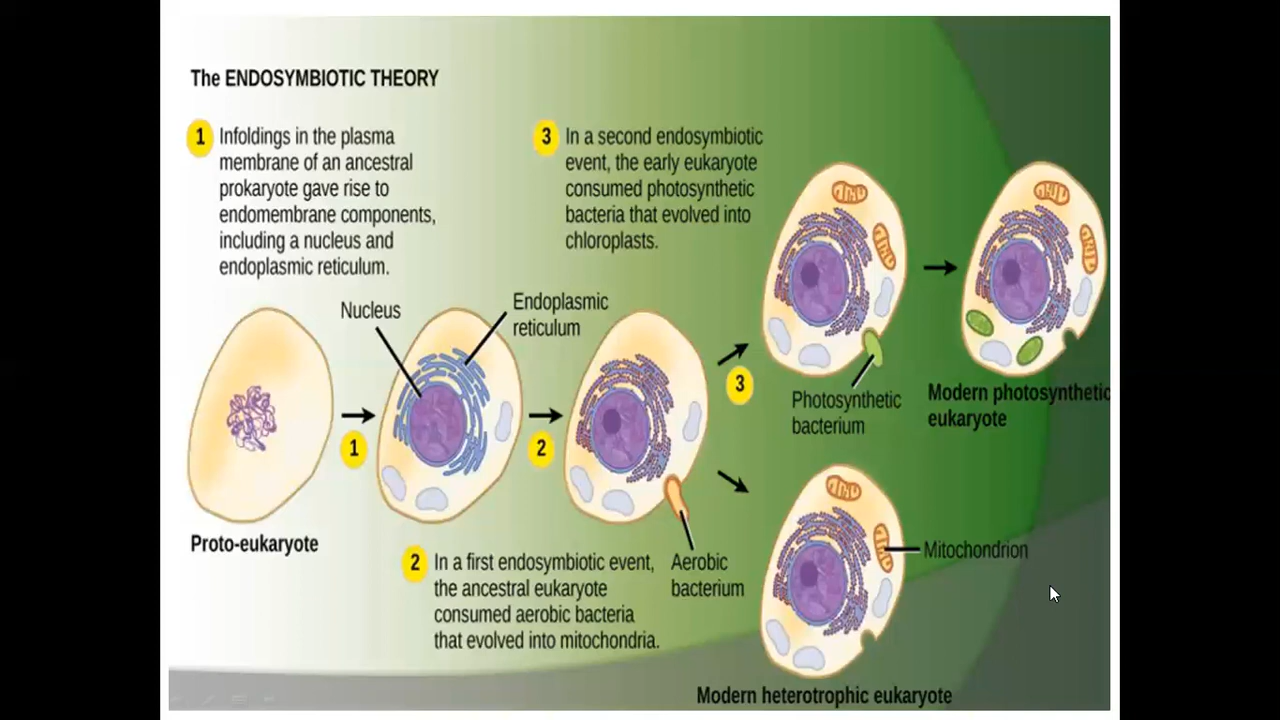 The ENDOSYMBIOTIC THEORY
1
Infoldings in the plasma
membrane of an ancestral
prokaryote gave rise to
endomembrane components,
including a nucleus and
endoplasmic reticulum.
3
In a second endosymbiotic
event, the early eukaryote
consumed photosynthetic
bacteria that evolved into
chloroplasts.
Nucleus
Endoplasmic
reticulum
1
2
3
Photosynthetic
bacterium
Modern photosynthetic
eukaryote
Proto-eukaryote
2
In a first endosymbiotic event,
the ancestral eukaryote
consumed aerobic bacteria
that evolved into mitochondria.
Aerobic
bacterium
Mitochondrion
Modern heterotrophic eukaryote